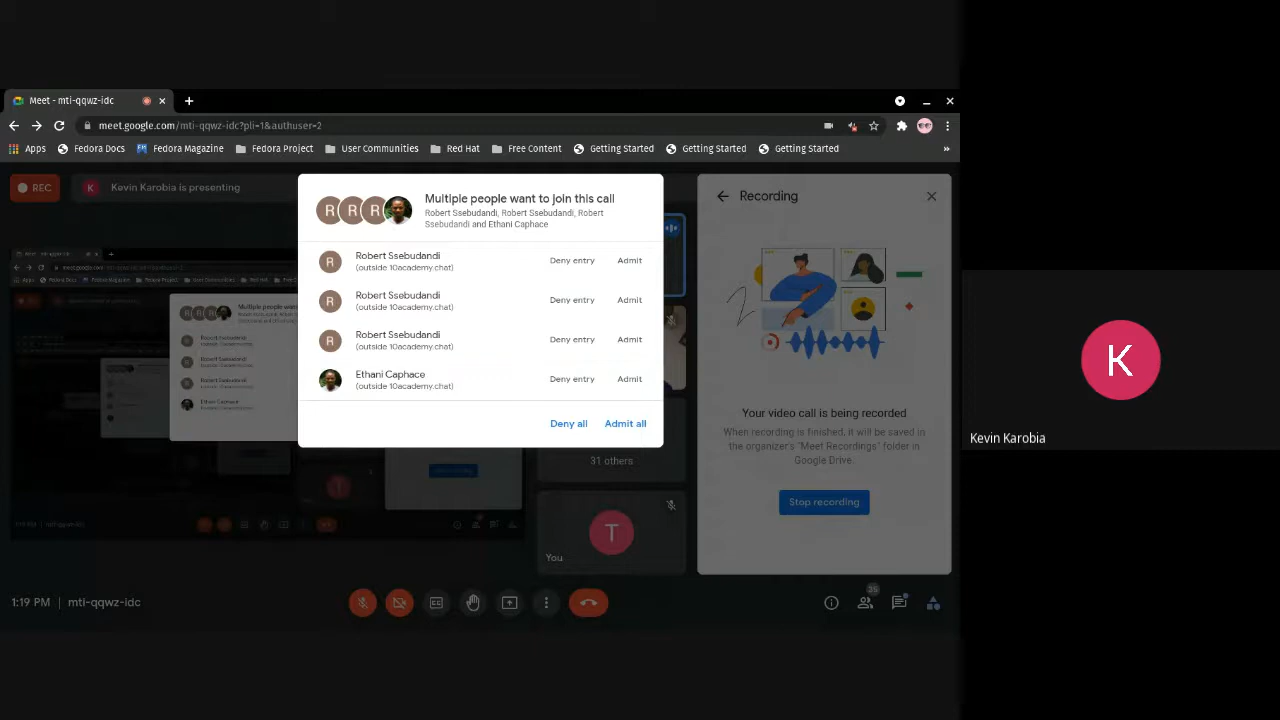 Meet - mti-qqwz-idc
meet.google.com/mti-qqwz-idc?pli=1&authuser=2
Apps Fedora Docs Fedora Magazine Fedora Project User Communities Red Hat Free Content Getting Started Getting Started Getting Started »
REC
K Kevin Karobia is presenting
R R R
Multiple people want to join this call
Robert Ssebudandi, Robert Ssebudandi, Robert
Ssebudandi and Ethani Caphace
R Robert Ssebudandi
(outside 10academy.chat)
Deny entry Admit
R Robert Ssebudandi
(outside 10academy.chat)
Deny entry Admit
R Robert Ssebudandi
(outside 10academy.chat)
Deny entry Admit
Ethani Caphace
(outside 10academy.chat)
Deny entry Admit
Deny all Admit all
31 others
T
You
Recording
Your video call is being recorded
When recording is finished, it will be saved in
the organizer's "Meet Recordings" folder in
Google Drive.
Stop recording
1:19 PM | mti-qqwz-idc
35
K
Kevin Karobia